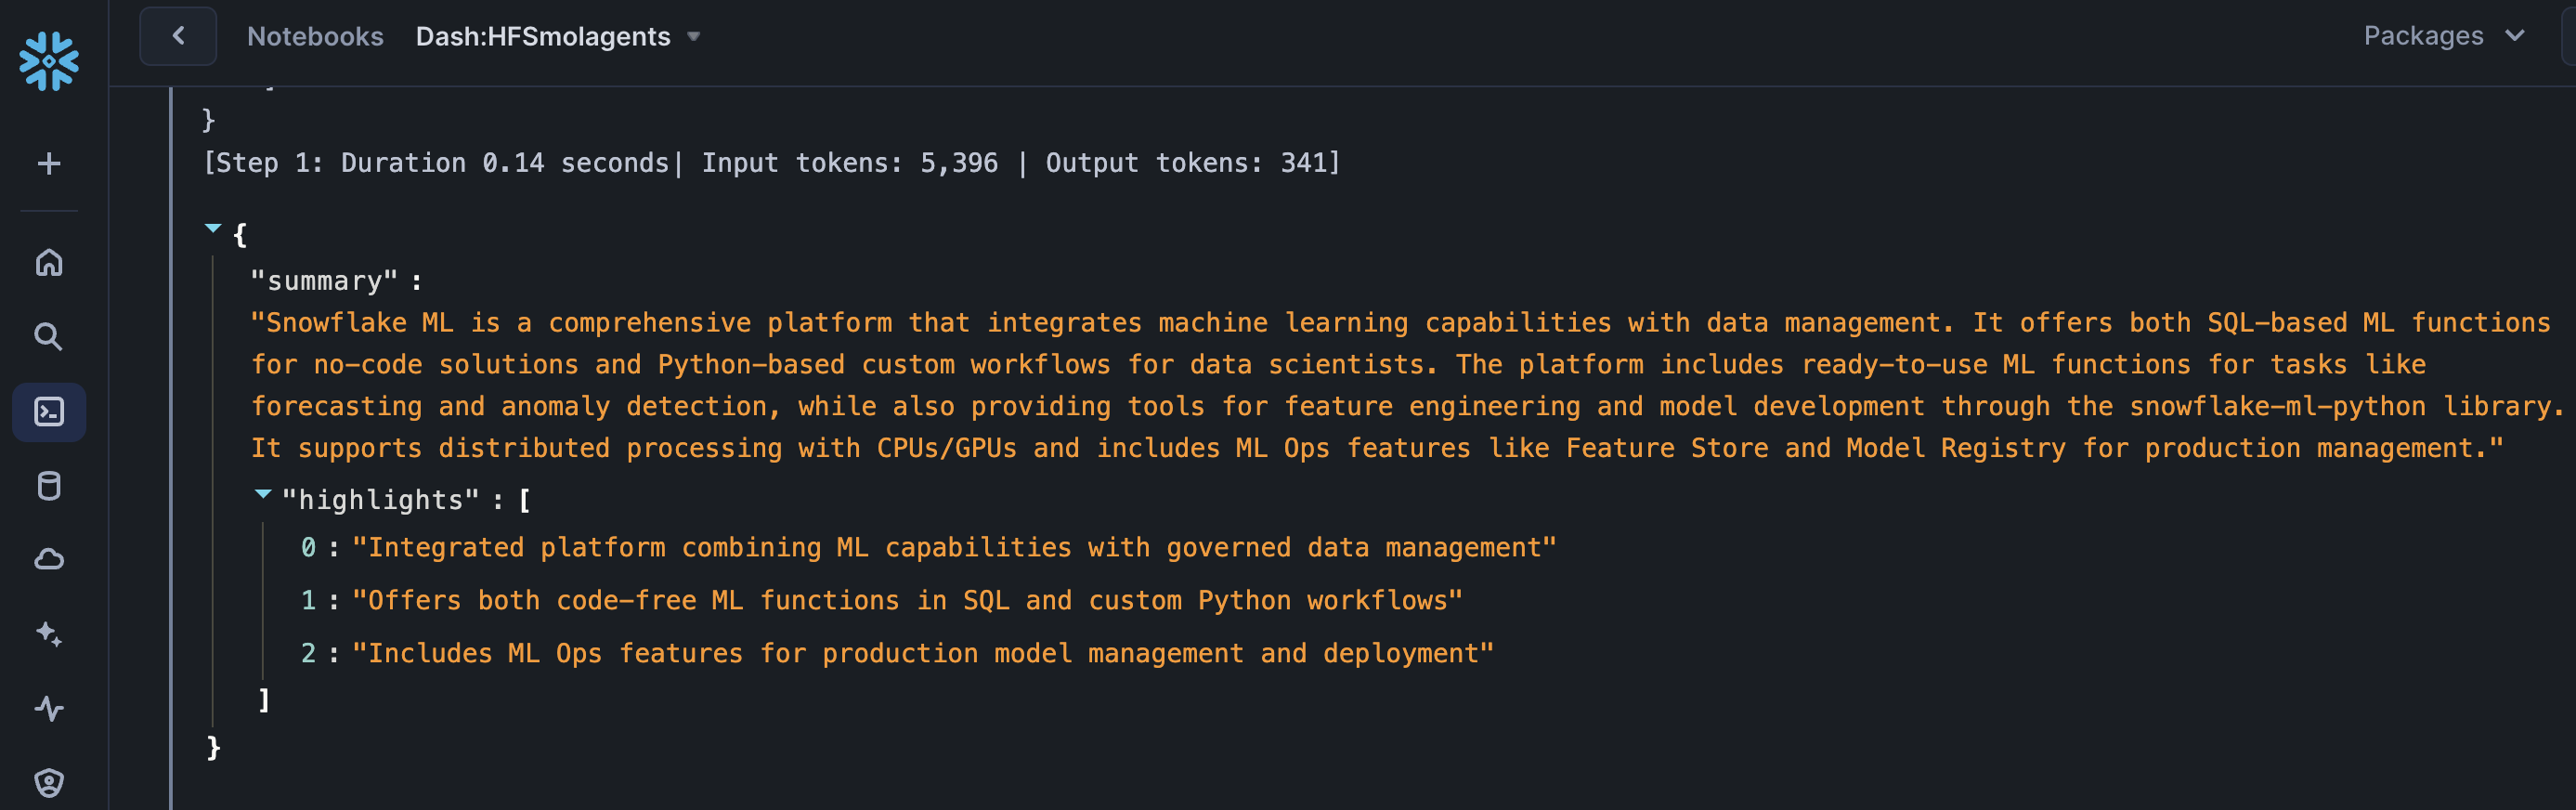 Notebooks Dash:HFSmolagents Packages
}
[Step 1: Duration 0.14 seconds| Input tokens: 5,396 | Output tokens: 341]
{
"summary" :
"Snowflake ML is a comprehensive platform that integrates machine learning capabilities with data management. It offers both SQL-based ML functions
for no-code solutions and Python-based custom workflows for data scientists. The platform includes ready-to-use ML functions for tasks like
forecasting and anomaly detection, while also providing tools for feature engineering and model development through the snowflake-ml-python library.
It supports distributed processing with CPUs/GPUs and includes ML Ops features like Feature Store and Model Registry for production management."
"highlights" : [
0 : "Integrated platform combining ML capabilities with governed data management"
1 : "Offers both code-free ML functions in SQL and custom Python workflows"
2 : "Includes ML Ops features for production model management and deployment"
]
}